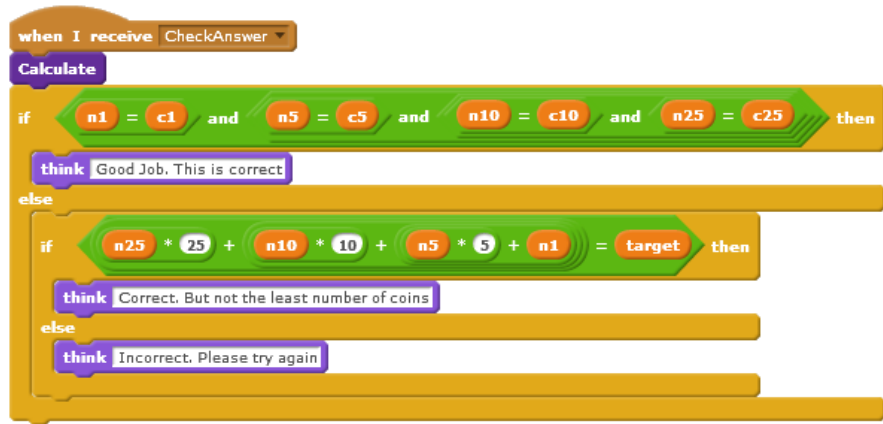 when I receive CheckAnswer
Calculate
if n1 = c1 and n5 = c5 and n10 = c10 and n25 = c25 then
think Good Job. This is correct
else
if n25 * 25 + n10 * 10 + n5 * 5 + n1 = target then
think Correct. But not the least number of coins
else
think Incorrect. Please try again